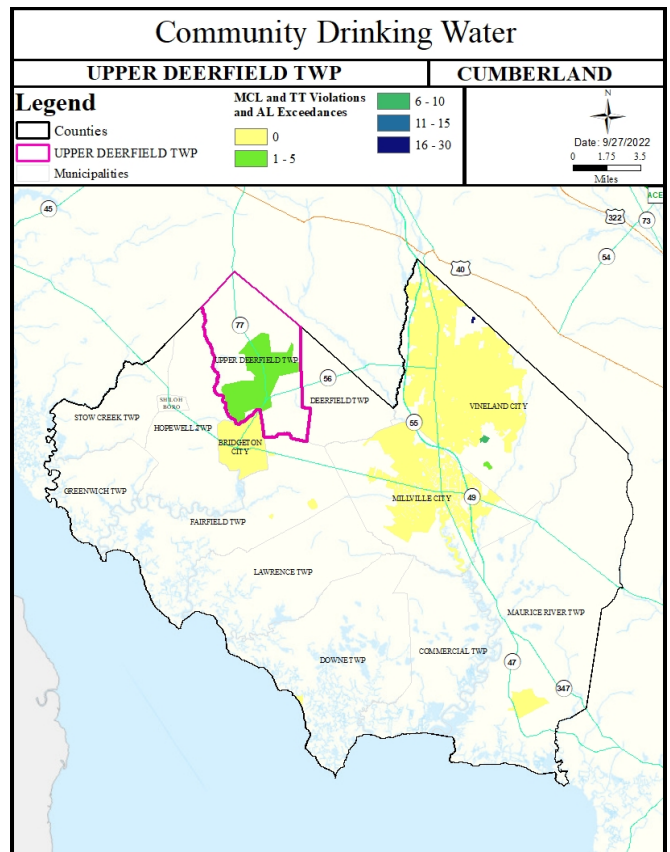 Community Drinking Water
UPPER DEERFIELD TWP
CUMBERLAND
Legend
Counties
UPPER DEERFIELD TWP
Municipalities
MCL and TT Violations
and AL Exceedances
0
1 - 5
6 - 10
11 - 15
16 - 30
N
Date: 9/27/2022
0 1.75 3.5
Miles
ACE
45
322
73
54
40
77
UPPER DEERFIELD TWP
56
DEERFIELD TWP
SHILOH
BORO
STOW CREEK TWP
HOPEWELL TWP
VINELAND CITY
55
BRIDGETON
CITY
GREENWICH TWP
MILLVILLE CITY
49
FAIRFIELD TWP
LAWRENCE TWP
MAURICE RIVER TWP
DOWNE TWP
COMMERCIAL TWP
47
347